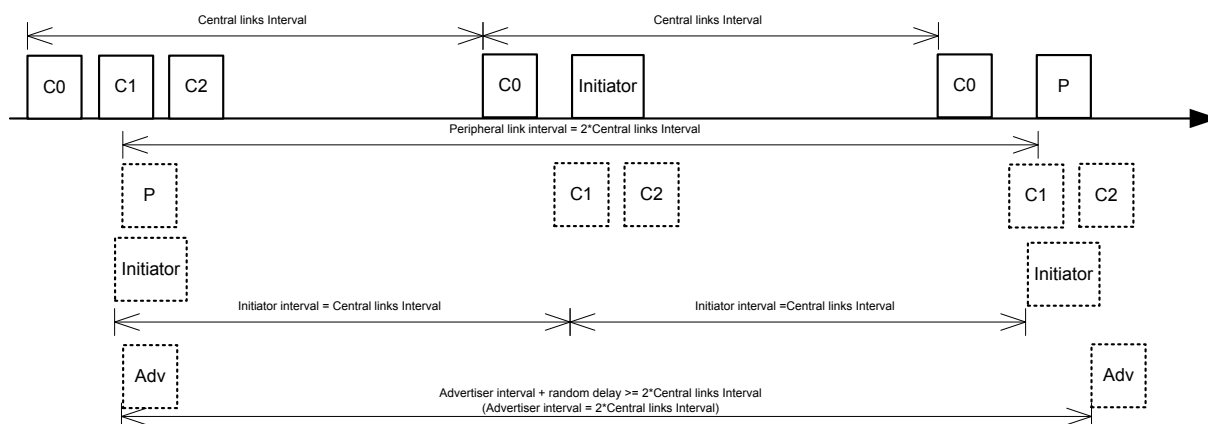 Central links Interval
Central links Interval
C0
C1
C2
C0
Initiator
C0
P
Peripheral link interval = 2*Central links Interval
P
C1
C2
C1
C2
Initiator
Initiator
Initiator interval = Central links Interval
Initiator interval =Central links Interval
Adv
Adv
Advertiser interval + random delay >= 2*Central links Interval
(Advertiser interval = 2*Central links Interval)